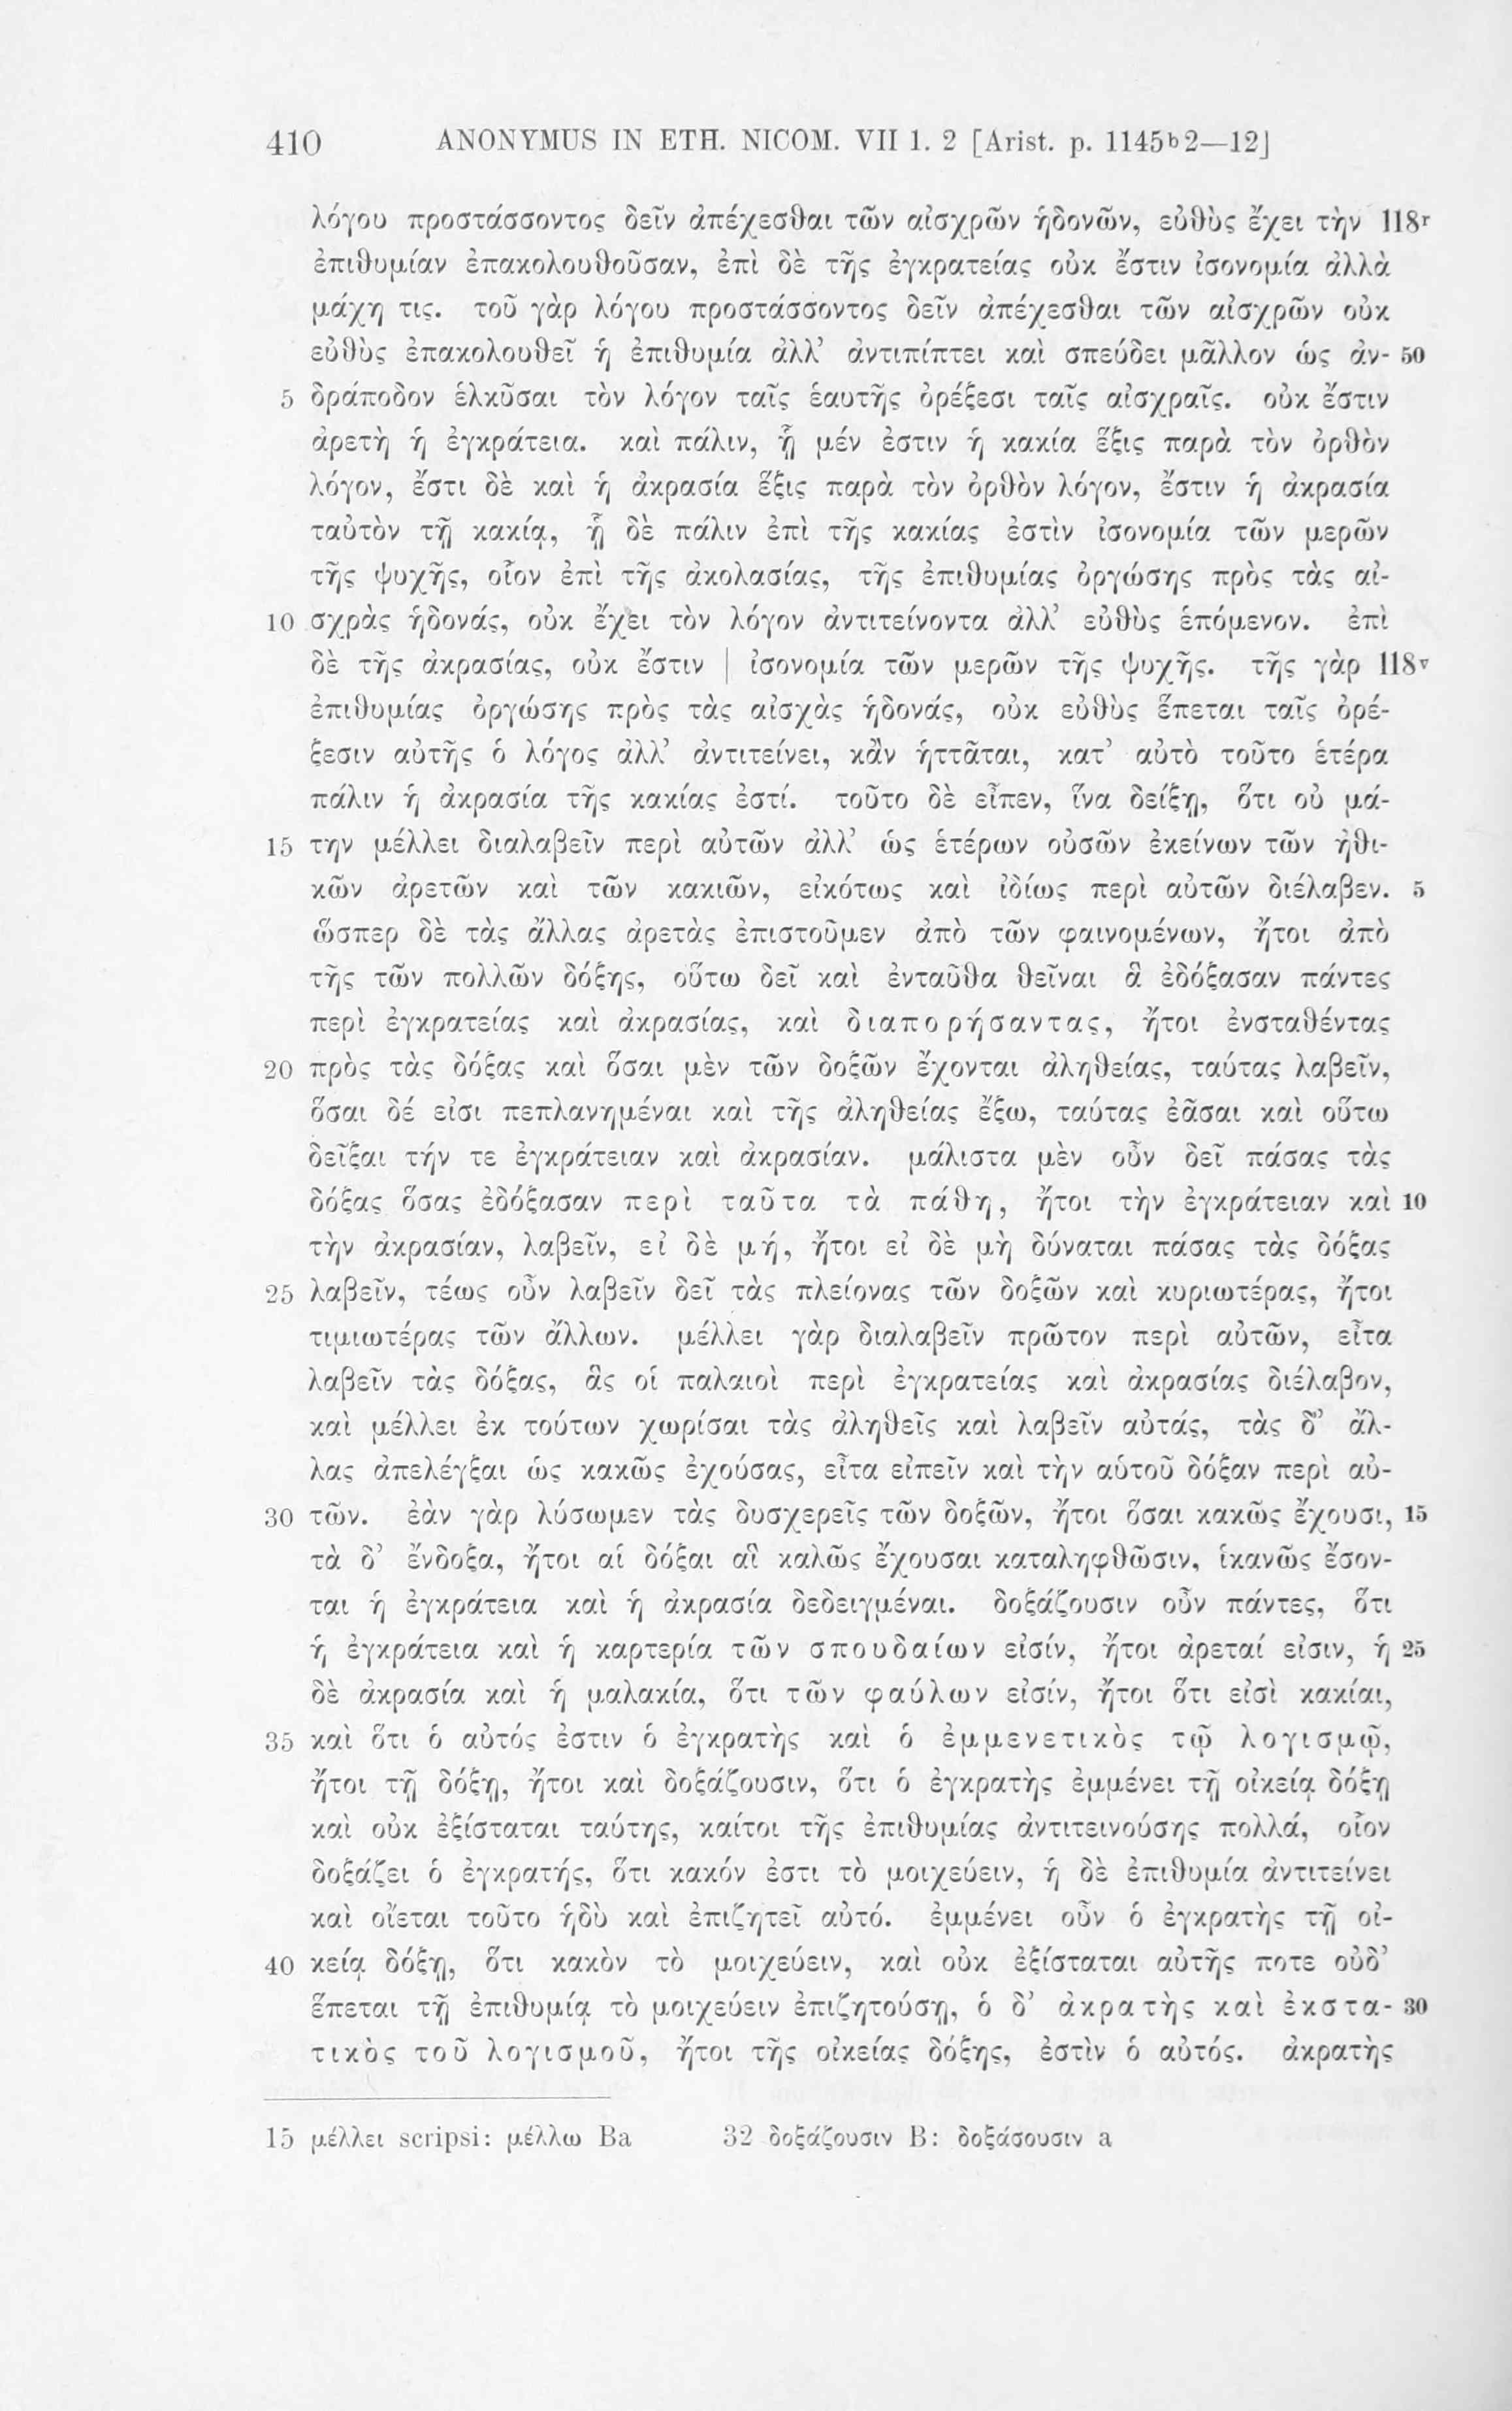 410 ANONYMUS IN ETH. NICOM. VII 1. 2 [Arist. p. 1145ᵇ2—12]
λόγου προστάσσοντος δεῖν ἀπέχεσθαι τῶν αἰσχρῶν ἡδονῶν, εὐθὺς ἔχει τὴν 118ʳ
ἐπιθυμίαν ἐπακολουθοῦσαν, ἐπὶ δὲ τῆς ἐγκρατείας οὐκ ἔστιν ἰσονομία ἀλλὰ
μάχη τις. τοῦ γὰρ λόγου προστάσσοντος δεῖν ἀπέχεσθαι τῶν αἰσχρῶν οὐκ
εὐθὺς ἐπακολουθεῖ ἡ ἐπιθυμία ἀλλ’ ἀντιπίπτει καὶ σπεύδει μᾶλλον ὡς ἀν- 50
5 δράποδον ἑλκῦσαι τὸν λόγον ταῖς ἑαυτῆς ὀρέξεσι ταῖς αἰσχραῖς. οὐκ ἔστιν
ἀρετὴ ἡ ἐγκράτεια. καὶ πάλιν, ᾗ μέν ἐστιν ἡ κακία ἕξις παρὰ τὸν ὀρθὸν
λόγον, ἔστι δὲ καὶ ἡ ἀκρασία ἕξις παρὰ τὸν ὀρθὸν λόγον, ἔστιν ἡ ἀκρασία
ταὐτὸν τῇ κακίᾳ, ᾗ δὲ πάλιν ἐπὶ τῆς κακίας ἐστὶν ἰσονομία τῶν μερῶν
τῆς ψυχῆς, οἷον ἐπὶ τῆς ἀκολασίας, τῆς ἐπιθυμίας ὀργώσης πρὸς τὰς αἰ-
10 σχρὰς ἡδονάς, οὐκ ἔχει τὸν λόγον ἀντιτείνοντα ἀλλ’ εὐθὺς ἑπόμενον. ἐπὶ
δὲ τῆς ἀκρασίας, οὐκ ἔστιν | ἰσονομία τῶν μερῶν τῆς ψυχῆς. τῆς γὰρ 118ᵛ
ἐπιθυμίας ὀργώσης πρὸς τὰς αἰσχὰς ἡδονάς, οὐκ εὐθὺς ἕπεται ταῖς ὀρέ-
ξεσιν αὐτῆς ὁ λόγος ἀλλ’ ἀντιτείνει, κἂν ἡττᾶται, κατ’ αὐτὸ τοῦτο ἑτέρα
πάλιν ἡ ἀκρασία τῆς κακίας ἐστί. τοῦτο δὲ εἶπεν, ἵνα δείξῃ, ὅτι οὐ μά-
15 την μέλλει διαλαβεῖν περὶ αὐτῶν ἀλλ’ ὡς ἑτέρων οὐσῶν ἐκείνων τῶν ἠθι-
κῶν ἀρετῶν καὶ τῶν κακιῶν, εἰκότως καὶ ἰδίως περὶ αὐτῶν διέλαβεν. 5
ὥσπερ δὲ τὰς ἄλλας ἀρετὰς ἐπιστοῦμεν ἀπὸ τῶν φαινομένων, ἤτοι ἀπὸ
τῆς τῶν πολλῶν δόξης, οὕτω δεῖ καὶ ἐνταῦθα θεῖναι ἃ ἐδόξασαν πάντες
περὶ ἐγκρατείας καὶ ἀκρασίας, καὶ διαπορήσαντας, ἤτοι ἐνσταθέντας
20 πρὸς τὰς δόξας καὶ ὅσαι μὲν τῶν δοξῶν ἔχονται ἀληθείας, ταύτας λαβεῖν,
ὅσαι δέ εἰσι πεπλανημέναι καὶ τῆς ἀληθείας ἔξω, ταύτας ἐᾶσαι καὶ οὕτω
δεῖξαι τήν τε ἐγκράτειαν καὶ ἀκρασίαν. μάλιστα μὲν οὖν δεῖ πάσας τὰς
δόξας ὅσας ἐδόξασαν περὶ ταῦτα τὰ πάθη, ἤτοι τὴν ἐγκράτειαν καὶ 10
τὴν ἀκρασίαν, λαβεῖν, εἰ δὲ μή, ἤτοι εἰ δὲ μὴ δύναται πάσας τὰς δόξας
25 λαβεῖν, τέως οὖν λαβεῖν δεῖ τὰς πλείονας τῶν δοξῶν καὶ κυριωτέρας, ἤτοι
τιμιωτέρας τῶν ἄλλων. μέλλει γὰρ διαλαβεῖν πρῶτον περὶ αὐτῶν, εἶτα
λαβεῖν τὰς δόξας, ἃς οἱ παλαιοὶ περὶ ἐγκρατείας καὶ ἀκρασίας διέλαβον,
καὶ μέλλει ἐκ τούτων χωρίσαι τὰς ἀληθεῖς καὶ λαβεῖν αὐτάς, τὰς δ’ ἄλ-
λας ἀπελέγξαι ὡς κακῶς ἐχούσας, εἶτα εἰπεῖν καὶ τὴν αὑτοῦ δόξαν περὶ αὐ-
30 τῶν. ἐὰν γὰρ λύσωμεν τὰς δυσχερεῖς τῶν δοξῶν, ἤτοι ὅσαι κακῶς ἔχουσι, 15
τὰ δ’ ἔνδοξα, ἤτοι αἱ δόξαι αἳ καλῶς ἔχουσαι καταληφθῶσιν, ἱκανῶς ἔσον-
ται ἡ ἐγκράτεια καὶ ἡ ἀκρασία δεδειγμέναι. δοξάζουσιν οὖν πάντες, ὅτι
ἡ ἐγκράτεια καὶ ἡ καρτερία τῶν σπουδαίων εἰσίν, ἤτοι ἀρεταί εἰσιν, ἡ 25
δὲ ἀκρασία καὶ ἡ μαλακία, ὅτι τῶν φαύλων εἰσίν, ἤτοι ὅτι εἰσὶ κακίαι,
35 καὶ ὅτι ὁ αὐτός ἐστιν ὁ ἐγκρατὴς καὶ ὁ ἐμμενετικὸς τῷ λογισμῷ,
ἤτοι τῇ δόξῃ, ἤτοι καὶ δοξάζουσιν, ὅτι ὁ ἐγκρατὴς ἐμμένει τῇ οἰκείᾳ δόξῃ
καὶ οὐκ ἐξίσταται ταύτης, καίτοι τῆς ἐπιθυμίας ἀντιτεινούσης πολλά, οἷον
δοξάζει ὁ ἐγκρατής, ὅτι κακόν ἐστι τὸ μοιχεύειν, ἡ δὲ ἐπιθυμία ἀντιτείνει
καὶ οἴεται τοῦτο ἡδὺ καὶ ἐπιζητεῖ αὐτό. ἐμμένει οὖν ὁ ἐγκρατὴς τῇ οἰ-
40 κείᾳ δόξῃ, ὅτι κακὸν τὸ μοιχεύειν, καὶ οὐκ ἐξίσταται αὐτῆς ποτε οὐδ’
ἕπεται τῇ ἐπιθυμίᾳ τὸ μοιχεύειν ἐπιζητούσῃ, ὁ δ’ ἀκρατὴς καὶ ἐκστα- 30
τικὸς τοῦ λογισμοῦ, ἤτοι τῆς οἰκείας δόξης, ἐστὶν ὁ αὐτός. ἀκρατὴς
15 μέλλει scripsi: μέλλω Ba 32 δοξάζουσιν B: δοξάσουσιν a